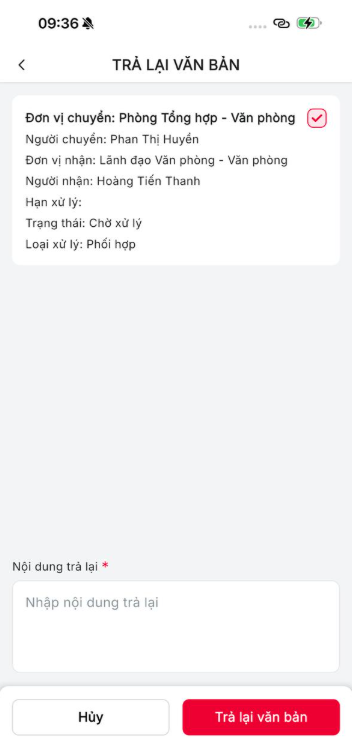 09:36
TRẢ LẠI VĂN BẢN
Đơn vị chuyển: Phòng Tổng hợp - Văn phòng
Người chuyển: Phan Thị Huyền
Đơn vị nhận: Lãnh đạo Văn phòng - Văn phòng
Người nhận: Hoàng Tiến Thanh
Hạn xử lý:
Trạng thái: Chờ xử lý
Loại xử lý: Phối hợp
Nội dung trả lại *
Nhập nội dung trả lại
Hủy
Trả lại văn bản